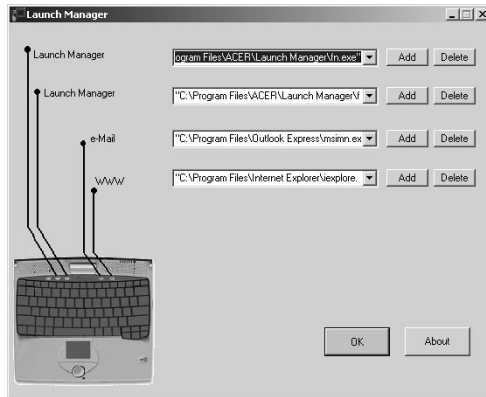 Launch Manager
Launch Manager ogram Files\ACER\Launch Manager\fn.exe" Add Delete
Launch Manager "C:\Program Files\ACER\Launch Manager\f Add Delete
e-Mail "C:\Program Files\Outlook Express\msimn.ex Add Delete
WWW "C:\Program Files\Internet Explorer\iexplore. Add Delete
OK About